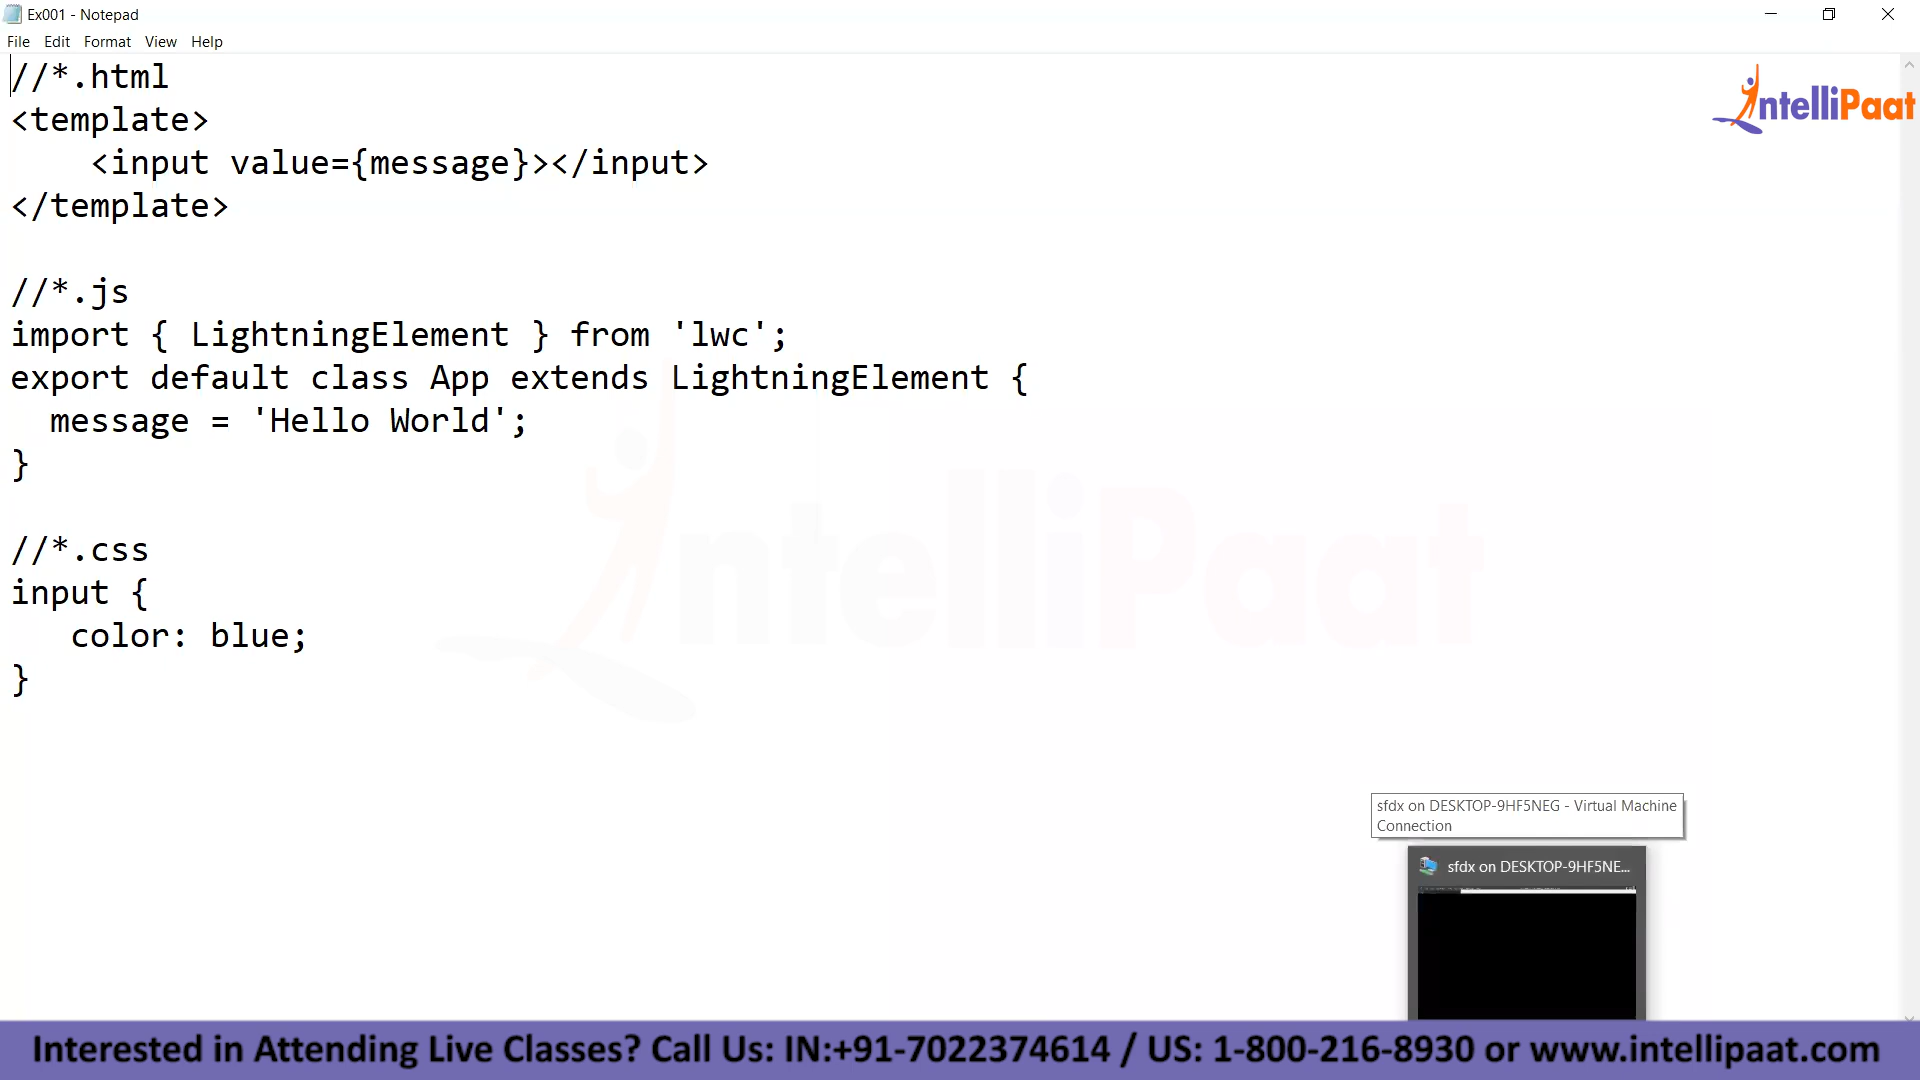 Ex001 - Notepad
File Edit Format View Help
//*.html
<template>
    <input value={message}></input>
</template>

//*.js
import { LightningElement } from 'lwc';
export default class App extends LightningElement {
  message = 'Hello World';
}

//*.css
input {
   color: blue;
}
IntelliPaat
IntelliPaat
sfdx on DESKTOP-9HF5NEG - Virtual Machine
Connection
sfdx on DESKTOP-9HF5NE...
Interested in Attending Live Classes? Call Us: IN:+91-7022374614 / US: 1-800-216-8930 or www.intellipaat.com